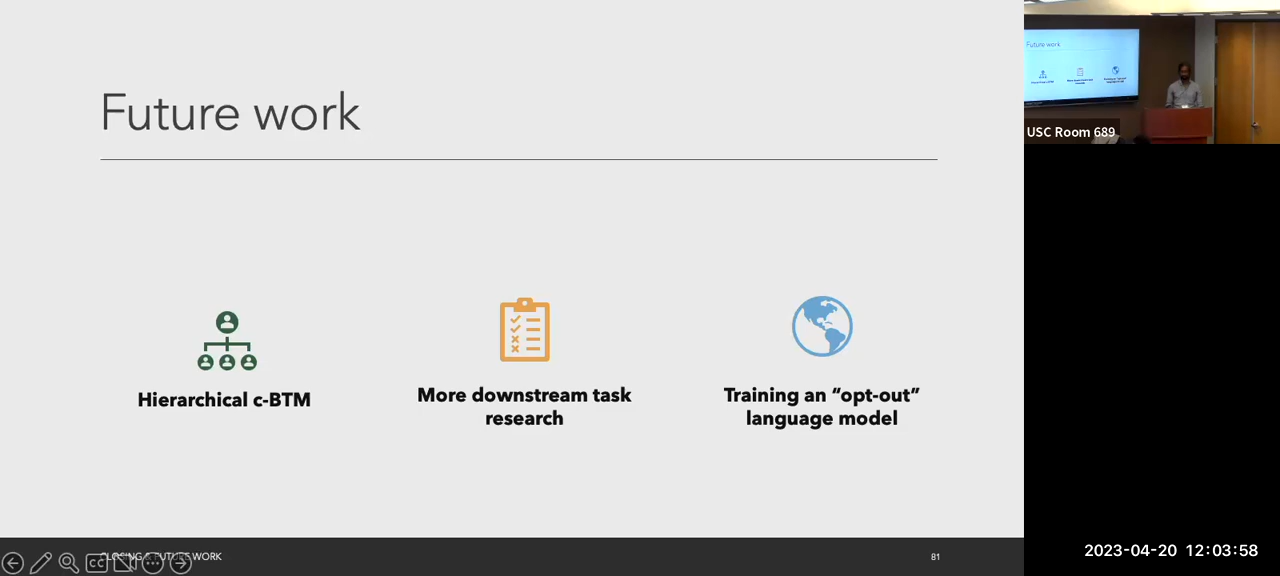 Future work
Hierarchical c-BTM
More downstream task
research
Training an “opt-out”
language model
CLOSING & FUTURE WORK
81
CC
Future work
USC Room 689
2023-04-20 12:03:58